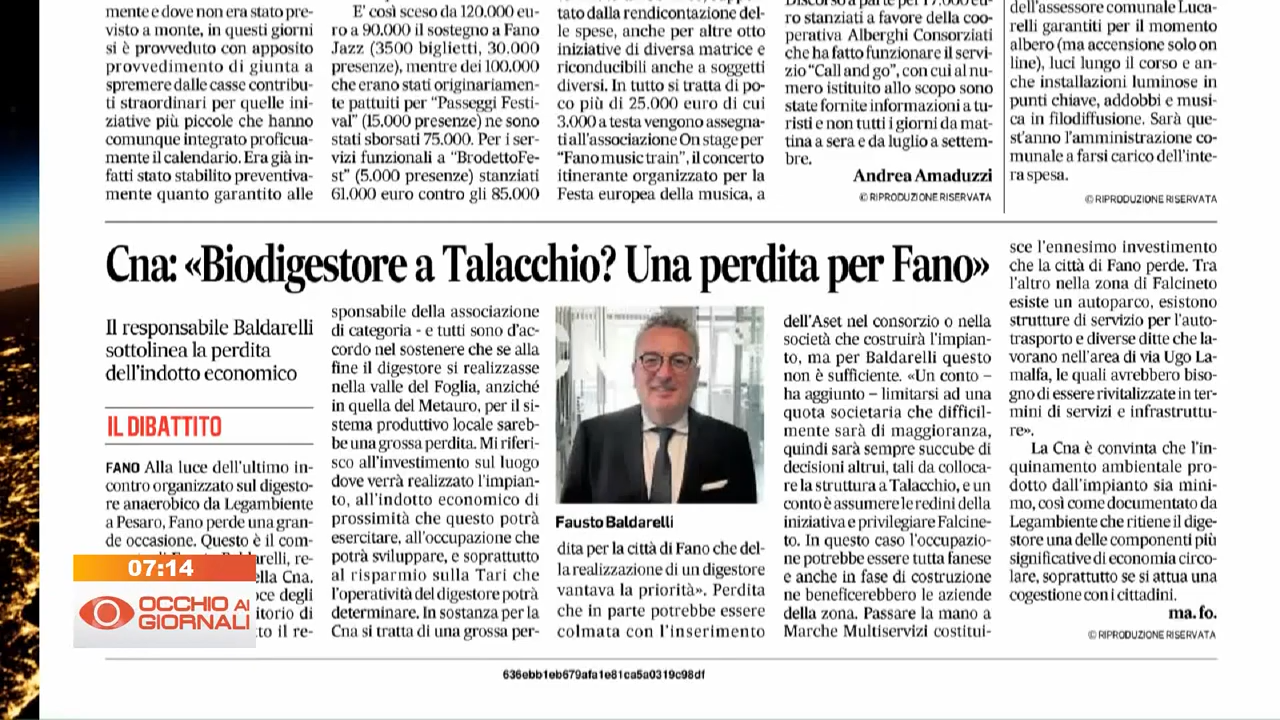 mente e dove non era stato pre-
visto a monte, in questi giorni
si è provveduto con apposito
provvedimento di giunta a
spremere dalle casse contribu-
ti straordinari per quelle ini-
ziative più piccole che hanno
comunque integrato proficua-
mente il calendario. Era già in-
fatti stato stabilito preventiva-
mente quanto garantito alle
E' così sceso da 120.000 eu-
ro a 90.000 il sostegno a Fano
Jazz (3500 biglietti, 30.000
presenze), mentre dei 100.000
che erano stati originariamen-
te pattuiti per "Passeggi Festi-
val" (15.000 presenze) ne sono
stati sborsati 75.000. Per i ser-
vizi funzionali a "BrodettoFe-
st" (5.000 presenze) stanziati
61.000 euro contro gli 85.000
tato dalla rendicontazione del-
le spese, anche per altre otto
iniziative di diversa matrice e
riconducibili anche a soggetti
diversi. In tutto si tratta di po-
co più di 25.000 euro di cui
3.000 a testa vengono assegna-
ti all'associazione On stage per
"Fano music train", il concerto
itinerante organizzato per la
Festa europea della musica, a
ro stanziati a favore della coo-
perativa Alberghi Consorziati
che ha fatto funzionare il servi-
zio "Call and go", con cui al nu-
mero istituito allo scopo sono
state fornite informazioni a tu-
risti e non tutti i giorni da mat-
tina a sera e da luglio a settem-
bre.
Andrea Amaduzzi
© RIPRODUZIONE RISERVATA
dell'assessore comunale Luca-
relli garantiti per il momento
albero (ma accensione solo on
line), luci lungo il corso e an-
che installazioni luminose in
punti chiave, addobbi e musi-
ca in filodiffusione. Sarà que-
st'anno l'amministrazione co-
munale a farsi carico dell'inte-
ra spesa.
© RIPRODUZIONE RISERVATA
Cna: «Biodigestore a Talacchio? Una perdita per Fano»
Il responsabile Baldarelli
sottolinea la perdita
dell'indotto economico
IL DIBATTITO
FANO Alla luce dell'ultimo in-
contro organizzato sul digesto-
re anaerobico da Legambiente
a Pesaro, Fano perde una gran-
de occasione. Questo è il com-
re-
ella Cna.
oce degli
itorio di
to il re-
sponsabile della associazione
di categoria - e tutti sono d'ac-
cordo nel sostenere che se alla
fine il digestore si realizzasse
nella valle del Foglia, anziché
in quella del Metauro, per il si-
stema produttivo locale sareb-
be una grossa perdita. Mi riferi-
sco all'investimento sul luogo
dove verrà realizzato l'impian-
to, all'indotto economico di
prossimità che questo potrà
esercitare, all'occupazione che
potrà sviluppare, e soprattutto
al risparmio sulla Tari che
l'operatività del digestore potrà
determinare. In sostanza per la
Cna si tratta di una grossa per-
Fausto Baldarelli
dita per la città di Fano che del-
la realizzazione di un digestore
vantava la priorità». Perdita
che in parte potrebbe essere
colmata con l'inserimento
dell'Aset nel consorzio o nella
società che costruirà l'impian-
to, ma per Baldarelli questo
non è sufficiente. «Un conto –
ha aggiunto – limitarsi ad una
quota societaria che difficil-
mente sarà di maggioranza,
quindi sarà sempre succube di
decisioni altrui, tali da colloca-
re la struttura a Talacchio, e un
conto è assumere le redini della
iniziativa e privilegiare Falcine-
to. In questo caso l'occupazio-
ne potrebbe essere tutta fanese
e anche in fase di costruzione
ne beneficerebbero le aziende
della zona. Passare la mano a
Marche Multiservizi costitui-
sce l'ennesimo investimento
che la città di Fano perde. Tra
l'altro nella zona di Falcineto
esiste un autoparco, esistono
strutture di servizio per l'auto-
trasporto e diverse ditte che la-
vorano nell'area di via Ugo La-
malfa, le quali avrebbero biso-
gno di essere rivitalizzate in ter-
mini di servizi e infrastruttu-
re».
La Cna è convinta che l'in-
quinamento ambientale pro-
dotto dall'impianto sia mini-
mo, così come documentato da
Legambiente che ritiene il dige-
store una delle componenti più
significative di economia circo-
lare, soprattutto se si attua una
cogestione con i cittadini.
ma. fo.
© RIPRODUZIONE RISERVATA
07:14
OCCHIO AI
GIORNALI
636ebb1eb679afa1e81ca5a0319c98df